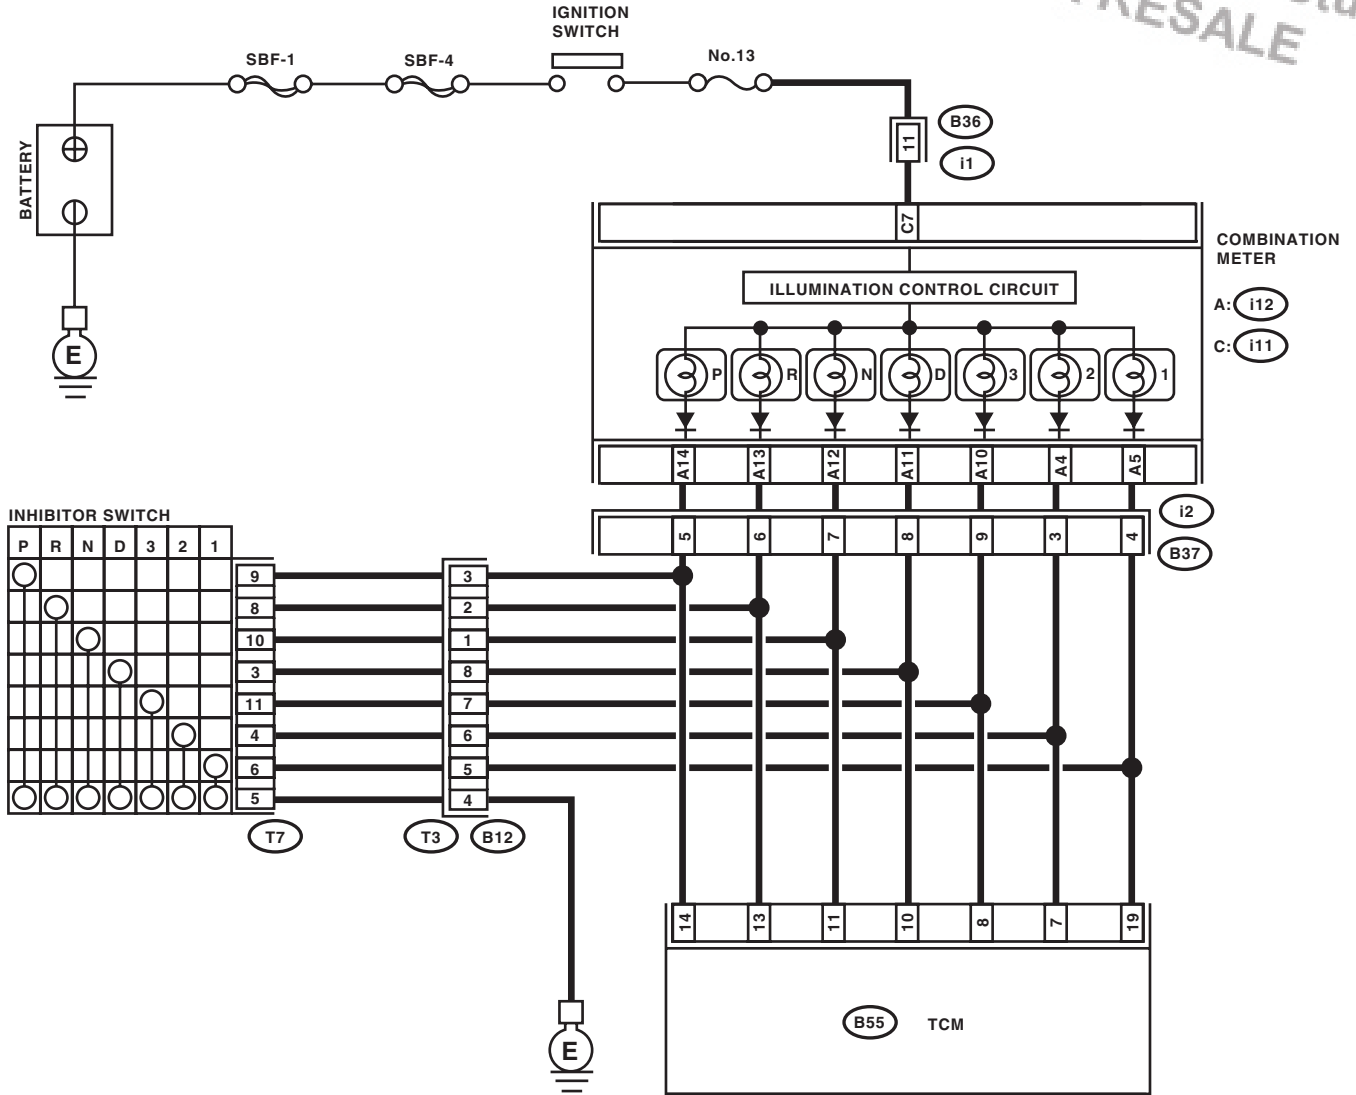 RESALE
IGNITION
SWITCH
SBF-1
SBF-4
No.13
B36
11
i1
BATTERY
C7
COMBINATION
METER
ILLUMINATION CONTROL CIRCUIT
A: i12
C: i11
P R N D 3 2 1
E
A14 A13 A12 A11 A10 A4 A5
i2
5 6 7 8 9 3 4
B37
INHIBITOR SWITCH
P R N D 3 2 1
9 3
8 2
10 1
3 8
11 7
4 6
6 5
5 4
T7 T3 B12
14 13 11 10 8 7 19
B55 TCM
E